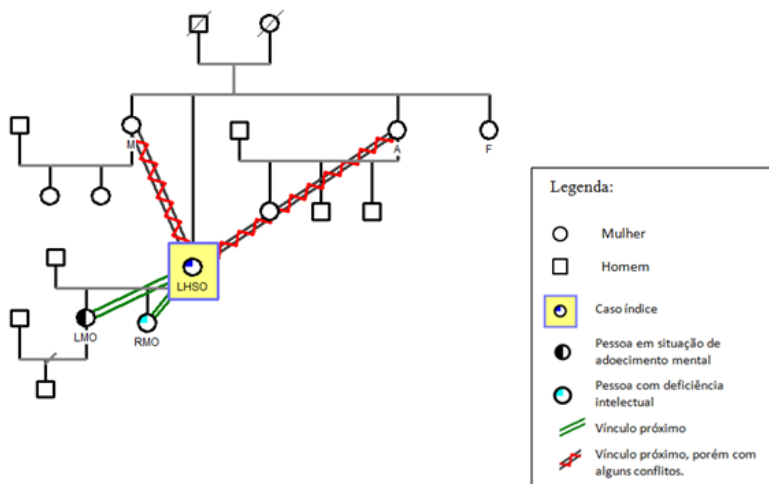 M
A
F
LHSO
LMO
RMO
Legenda:
Mulher
Homem
Caso índice
Pessoa em situação de
adoecimento mental
Pessoa com deficiência
intelectual
Vínculo próximo
Vínculo próximo, porém com
alguns conflitos.